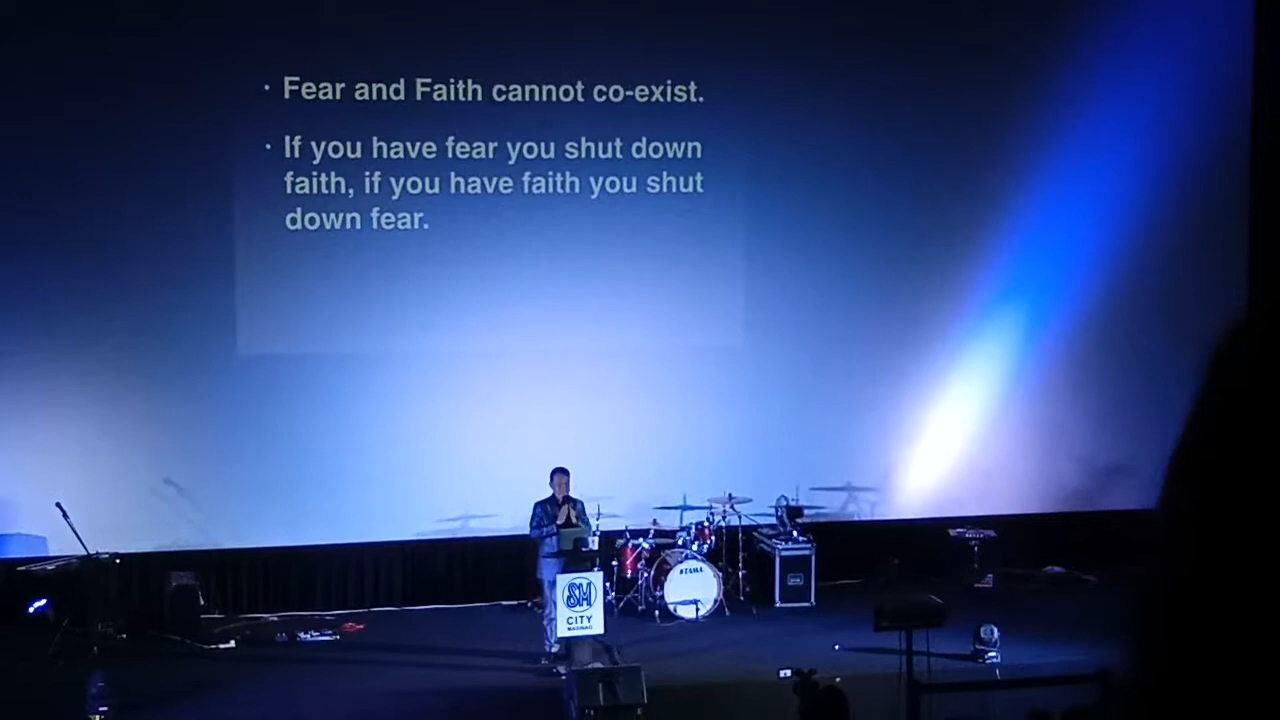 · Fear and Faith cannot co-exist.
· If you have fear you shut down
faith, if you have faith you shut
down fear.
TAMA
SM
CITY
MASINAG